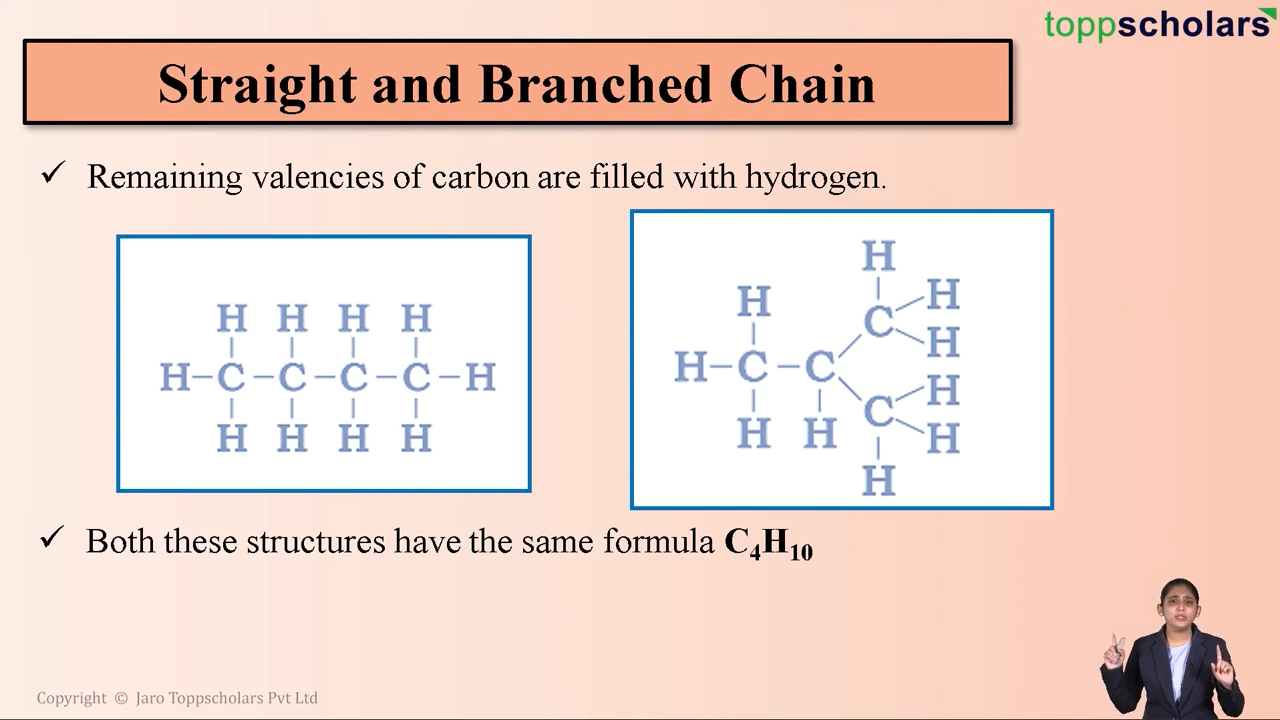 toppscholars
Straight and Branched Chain
✓ Remaining valencies of carbon are filled with hydrogen.
H H H H
H–C–C–C–C–H
H H H H
H
H H
H C H
H–C–C
H H C H
H H
H
✓ Both these structures have the same formula C₄H₁₀
Copyright © Jaro Toppscholars Pvt Ltd